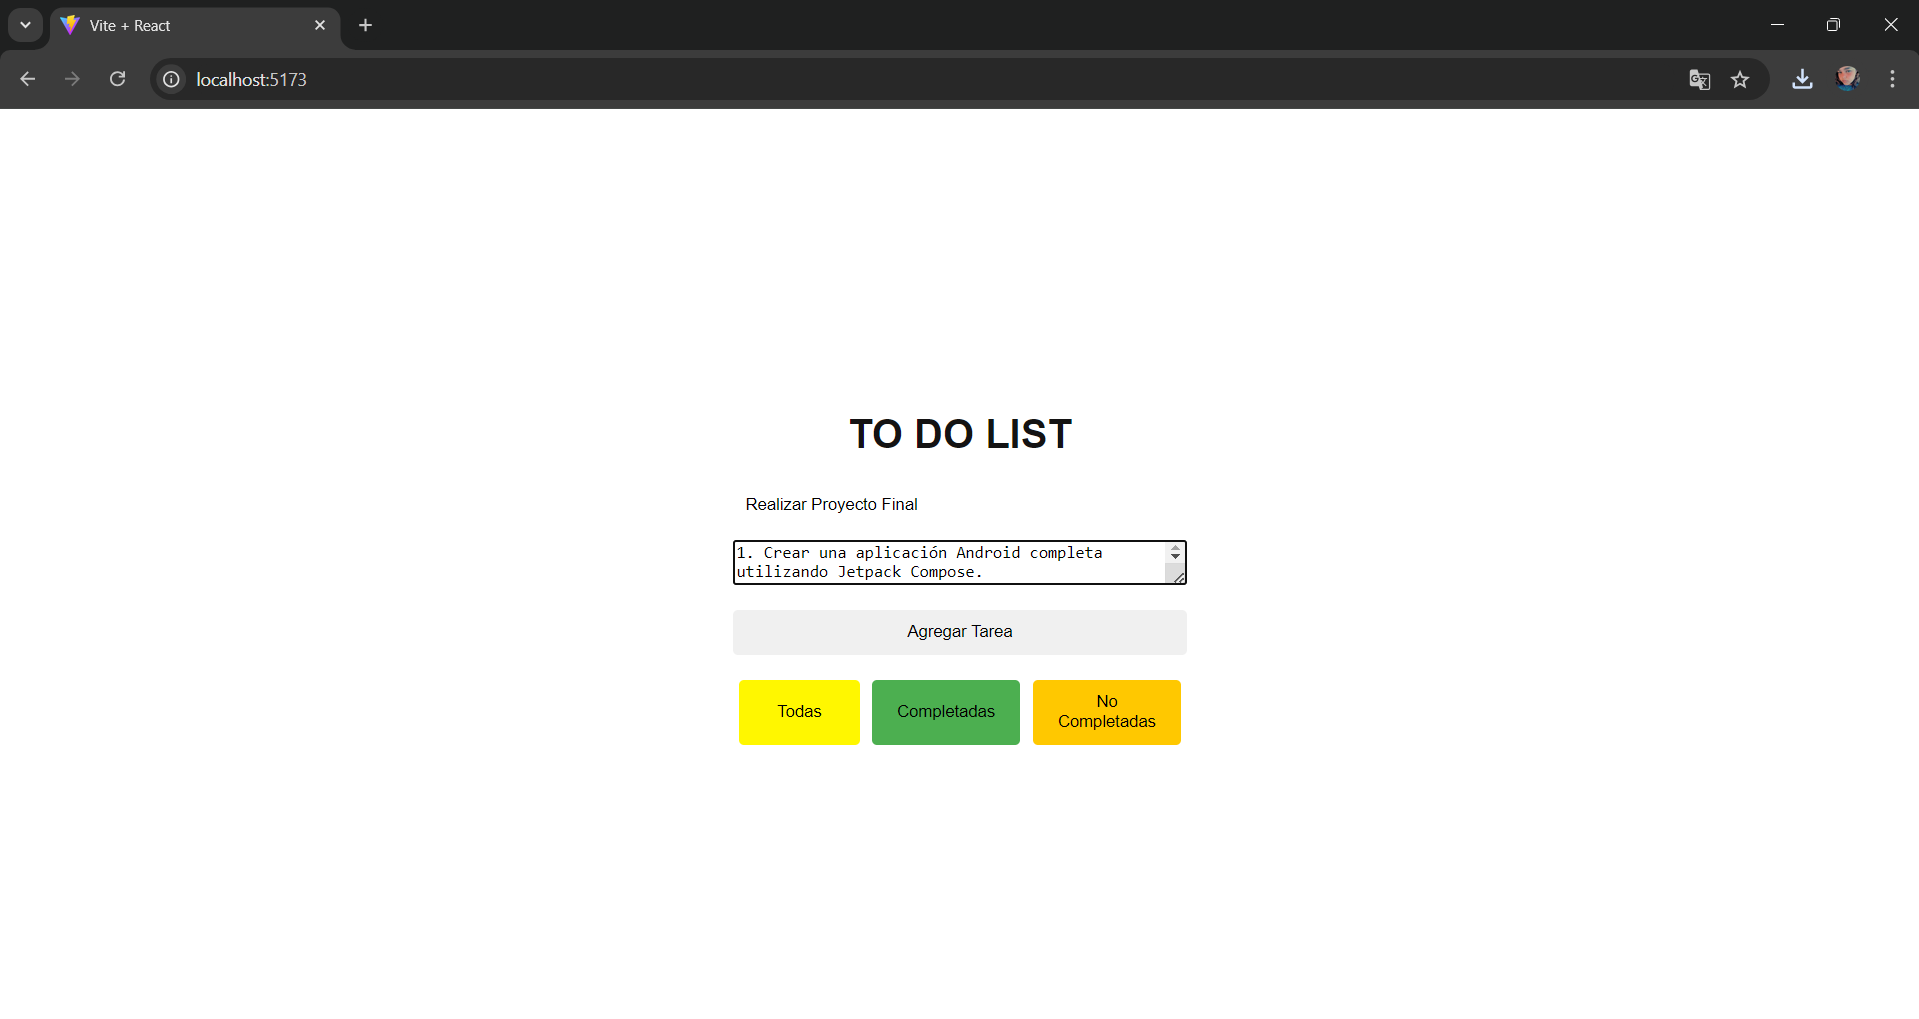 Vite + React
localhost:5173
TO DO LIST
Realizar Proyecto Final
1. Crear una aplicación Android completa
utilizando Jetpack Compose.
Agregar Tarea
Todas
Completadas
No
Completadas